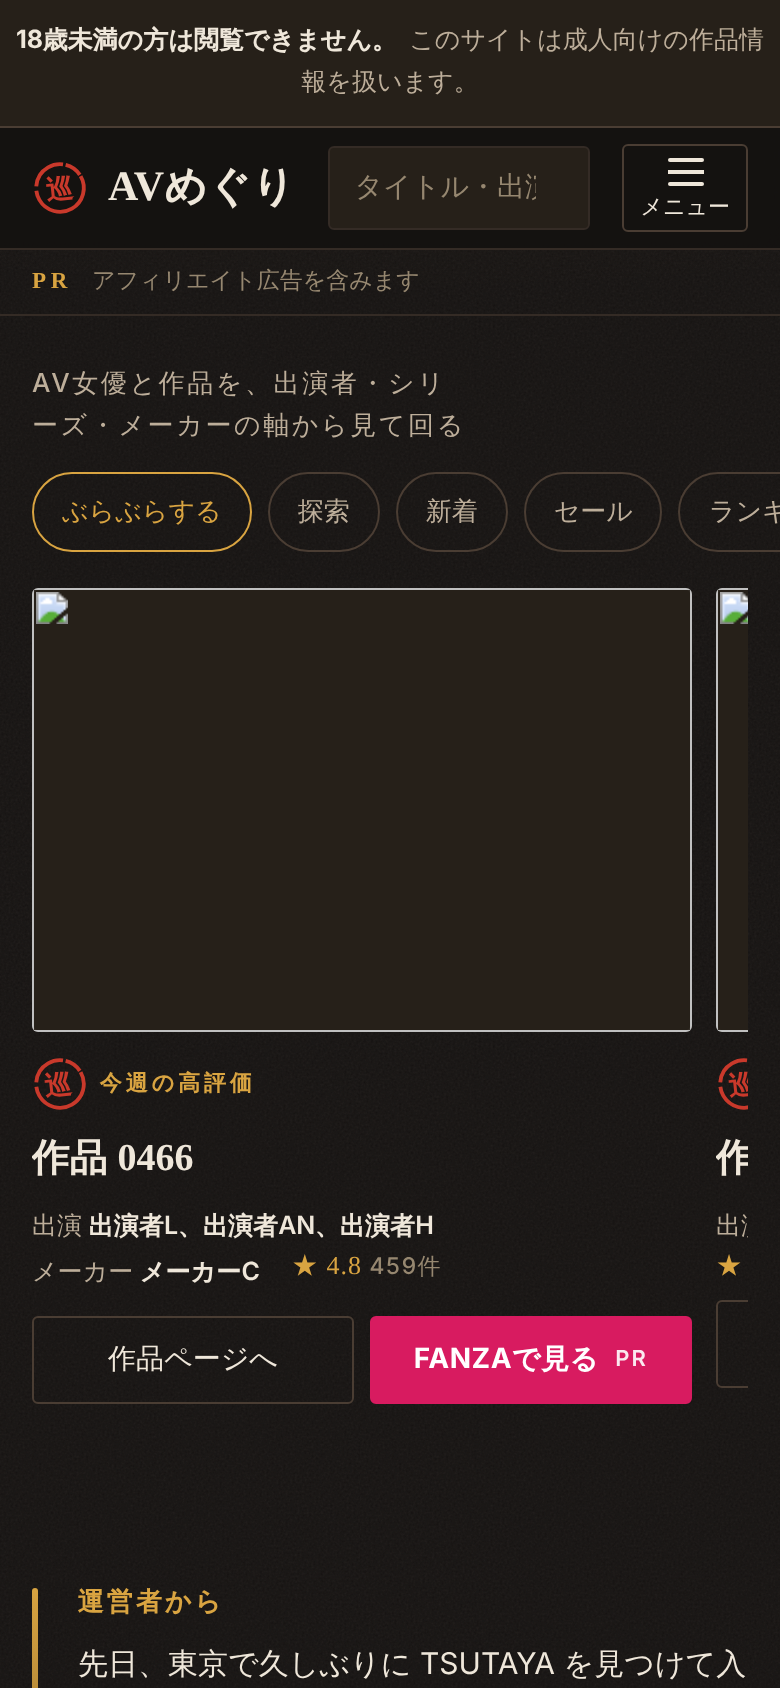 18歳未満の方は閲覧できません。 このサイトは成人向けの作品情
報を扱います。
巡 AVめぐり タイトル・出 メニュー
PR アフィリエイト広告を含みます
AV女優と作品を、出演者・シリ
ーズ・メーカーの軸から見て回る
ぶらぶらする 探索 新着 セール ランキ
巡 今週の高評価 巡
作品 0466 作
出演 出演者L、出演者AN、出演者H 出
メーカー メーカーC ★ 4.8 459件 ★
作品ページへ FANZAで見る PR
運営者から
先日、東京で久しぶりに TSUTAYA を見つけて入